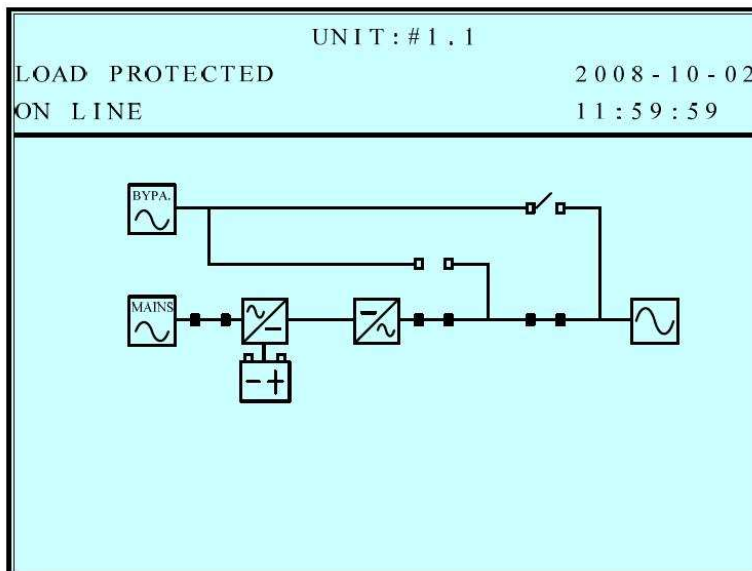 UNIT:#1.1
LOAD PROTECTED 2008-10-02
ON LINE 11:59:59
BYPA.
MAINS